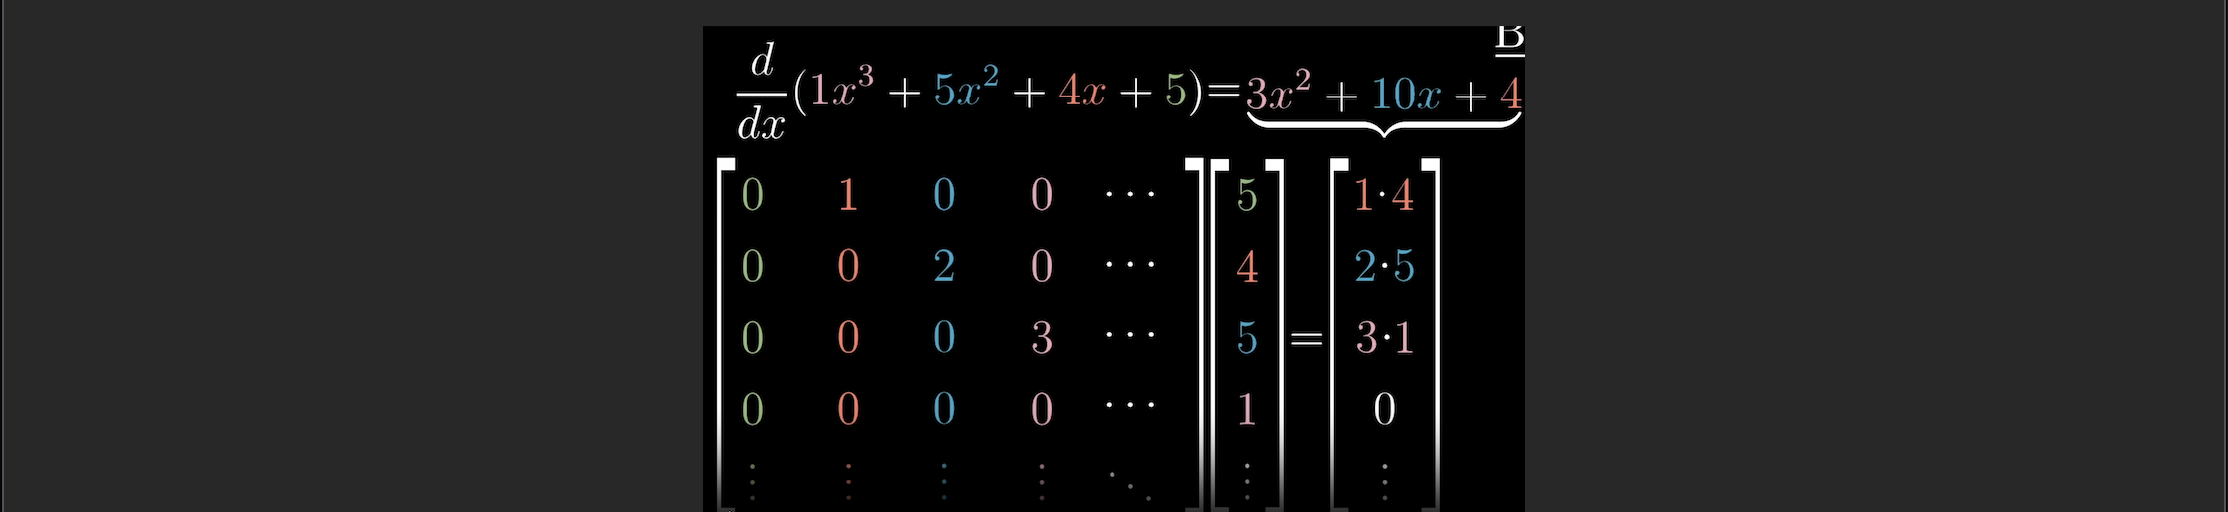 B
d/dx (1x³ + 5x² + 4x + 5) = 3x² + 10x + 4
[0 1 0 0 ⋯] [5] [1·4]
[0 0 2 0 ⋯] [4] [2·5]
[0 0 0 3 ⋯] [5] = [3·1]
[0 0 0 0 ⋯] [1] [0]
[⋮ ⋮ ⋮ ⋮ ⋱] [⋮] [⋮]